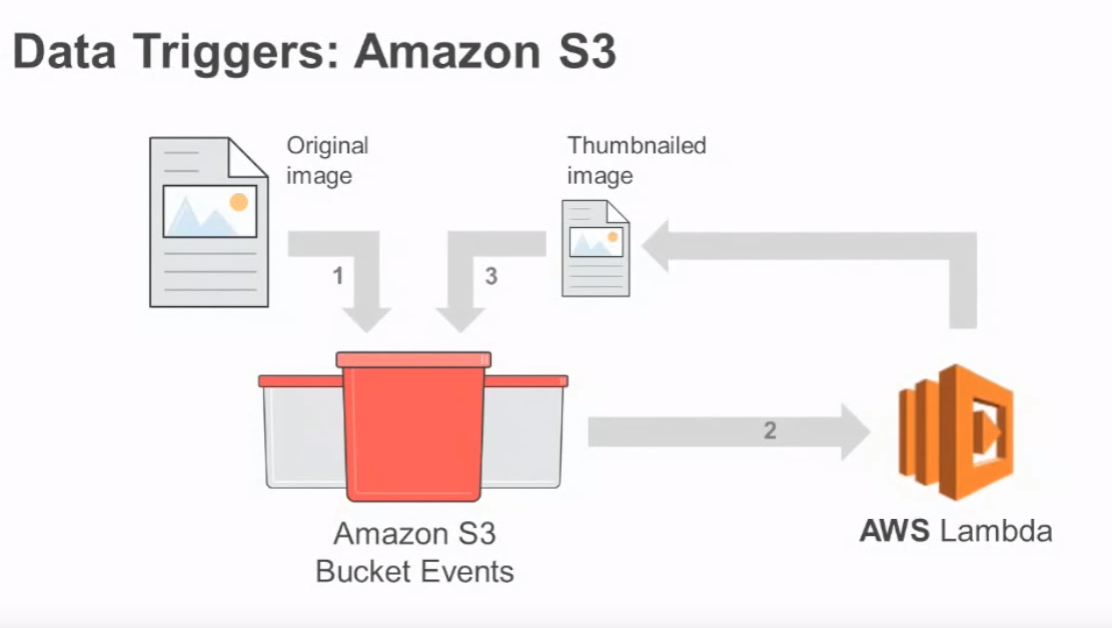 Data Triggers: Amazon S3
Original
image
Thumbnailed
image
1
3
2
Amazon S3
Bucket Events
AWS Lambda